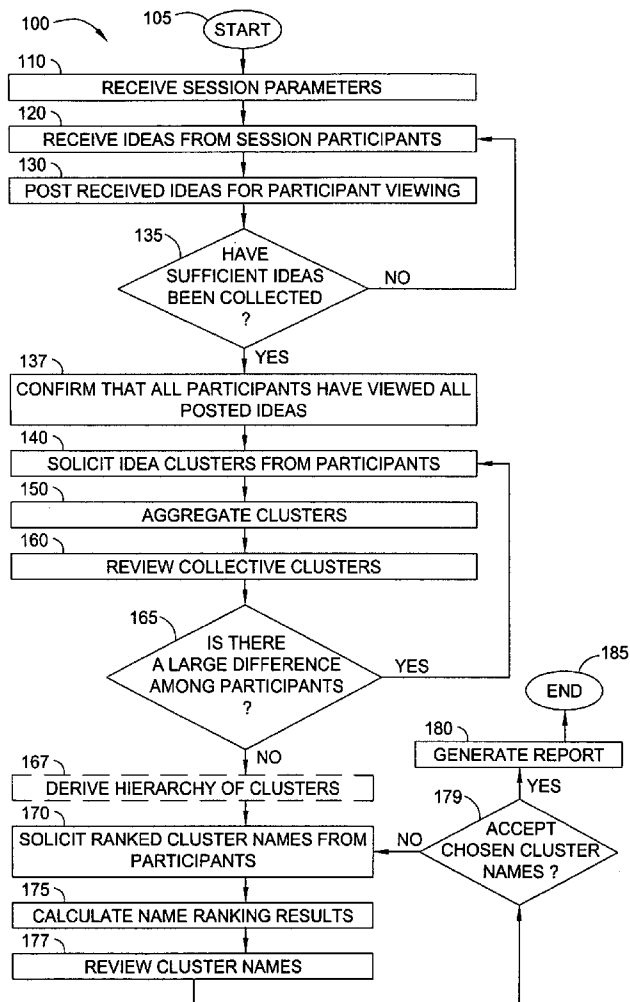 100
105
START
110
RECEIVE SESSION PARAMETERS
120
RECEIVE IDEAS FROM SESSION PARTICIPANTS
130
POST RECEIVED IDEAS FOR PARTICIPANT VIEWING
135
HAVE
SUFFICIENT IDEAS
BEEN COLLECTED
?
NO
YES
137
CONFIRM THAT ALL PARTICIPANTS HAVE VIEWED ALL
POSTED IDEAS
140
SOLICIT IDEA CLUSTERS FROM PARTICIPANTS
150
AGGREGATE CLUSTERS
160
REVIEW COLLECTIVE CLUSTERS
165
IS THERE
A LARGE DIFFERENCE
AMONG PARTICIPANTS
?
YES
NO
167
DERIVE HIERARCHY OF CLUSTERS
170
SOLICIT RANKED CLUSTER NAMES FROM
PARTICIPANTS
175
CALCULATE NAME RANKING RESULTS
177
REVIEW CLUSTER NAMES
179
ACCEPT
CHOSEN CLUSTER
NAMES ?
NO
YES
180
GENERATE REPORT
185
END